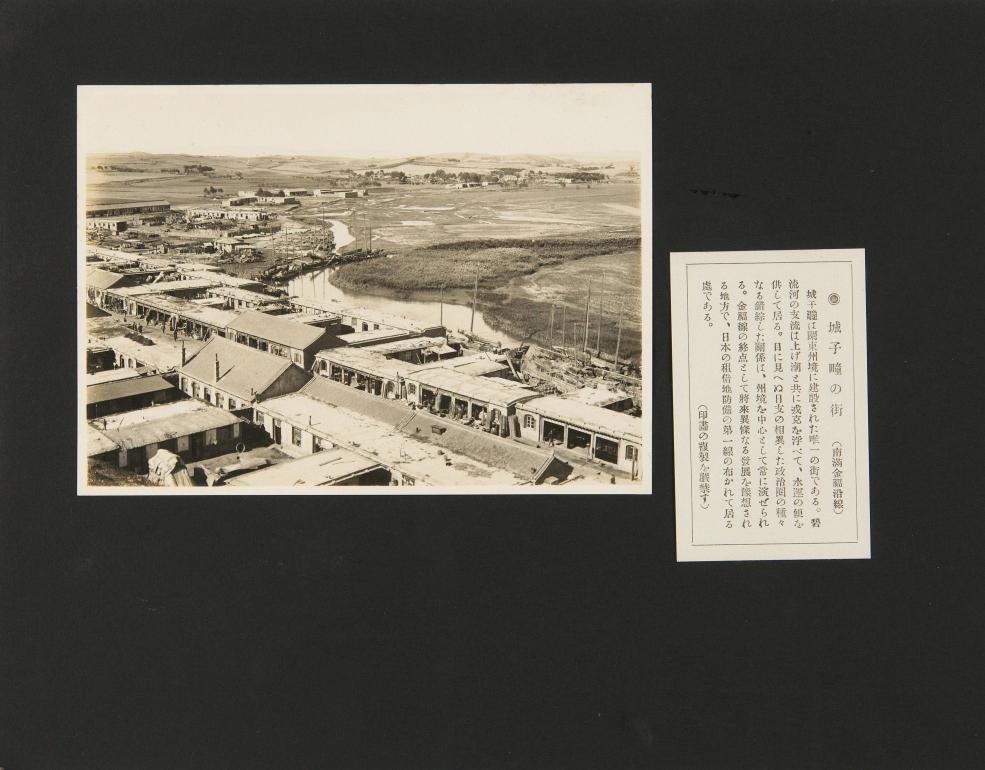 ◉ 城子疃の街 (南滿金福沿線)
城子疃は關東州境に建設された唯一の街である。碧
流河の支流は上げ潮と共に戎克を浮べて、水運の便を
供して居る。目に見へぬ日支の相異した政治圏の種々
なる錯綜した關係は、州境を中心として常に演ぜられ
る。金福線の終点として將來異樣なる發展を豫想され
る地方で、日本の租借地防備の第一線の布かれて居る
處である。
(印畫の複製を嚴禁す)